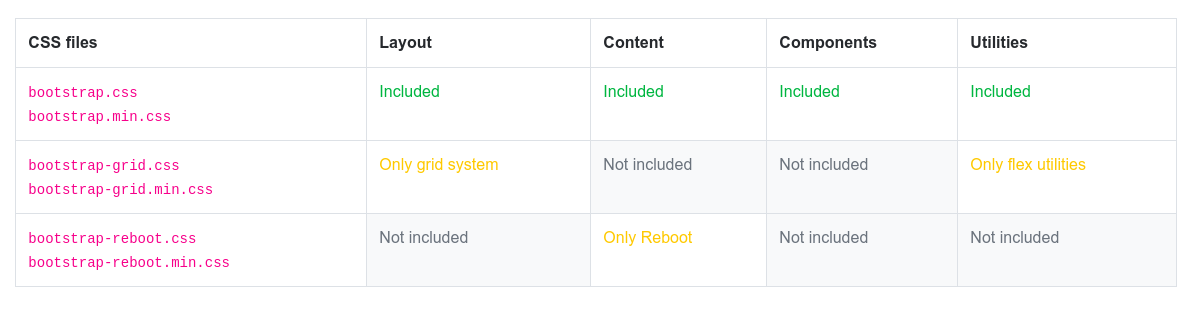 CSS files Layout Content Components Utilities
bootstrap.css Included Included Included Included
bootstrap.min.css
bootstrap-grid.css Only grid system Not included Not included Only flex utilities
bootstrap-grid.min.css
bootstrap-reboot.css Not included Only Reboot Not included Not included
bootstrap-reboot.min.css